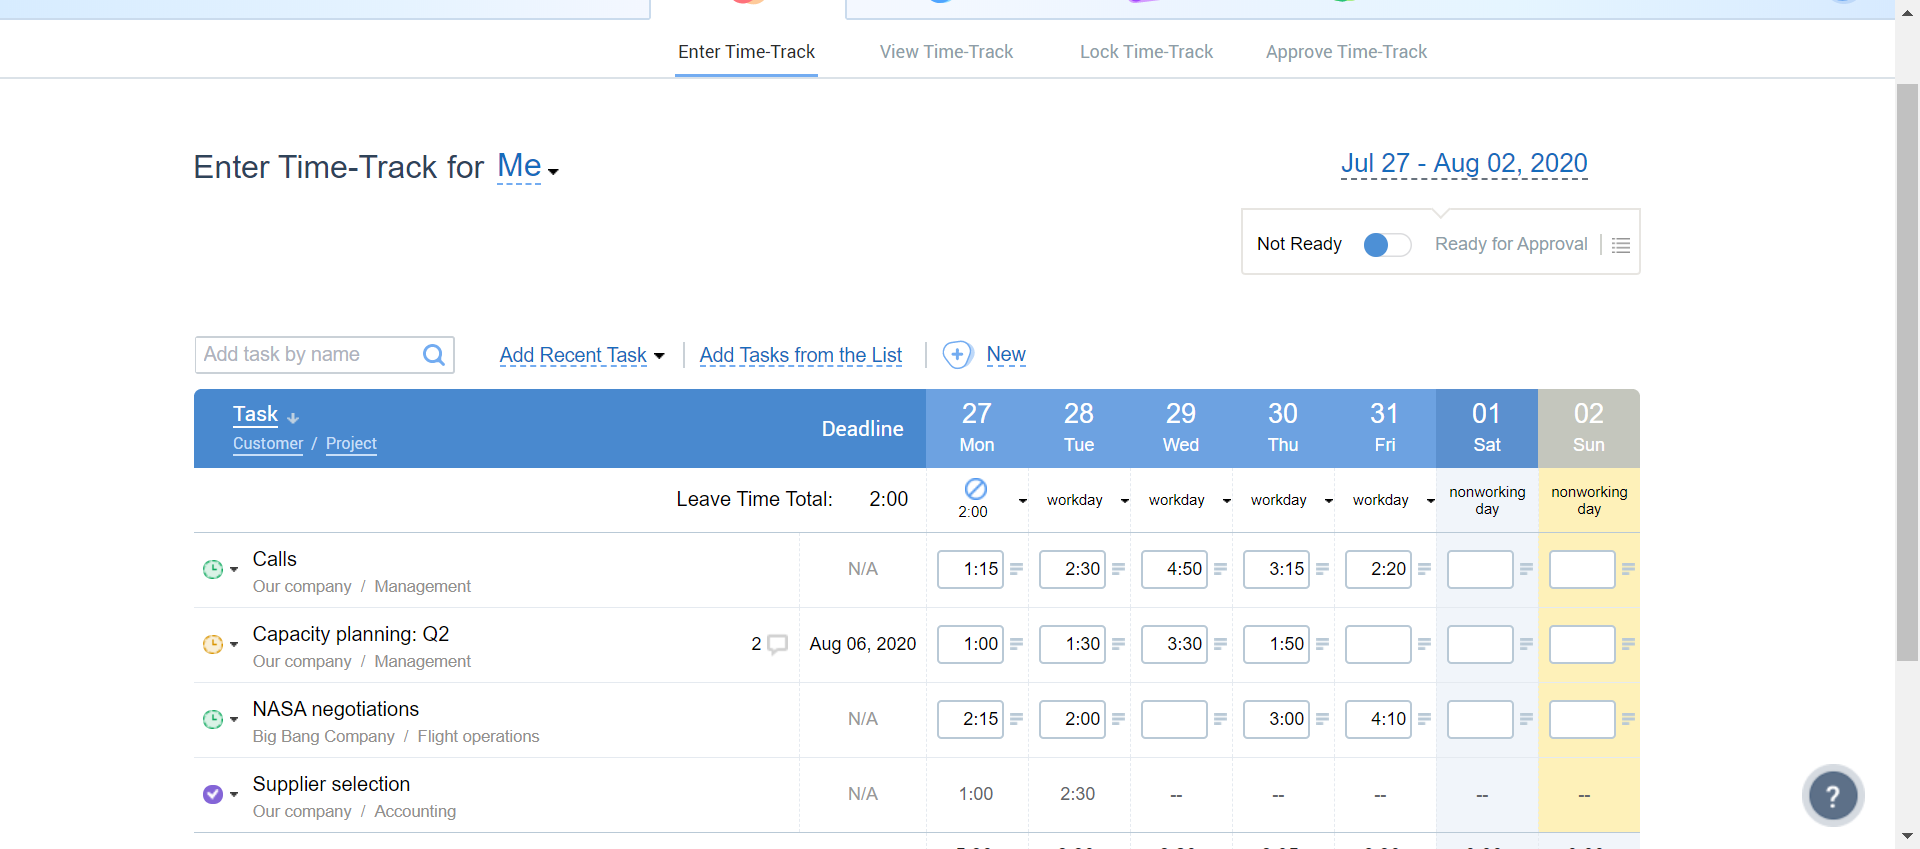 Enter Time-Track View Time-Track Lock Time-Track Approve Time-Track
Enter Time-Track for Me
Jul 27 - Aug 02, 2020
Not Ready Ready for Approval
Add task by name Add Recent Task Add Tasks from the List New
Task Deadline 27 28 29 30 31 01 02
Customer / Project Mon Tue Wed Thu Fri Sat Sun
Leave Time Total: 2:00 2:00 workday workday workday workday nonworking day nonworking day
Calls N/A 1:15 2:30 4:50 3:15 2:20
Our company / Management
Capacity planning: Q2 2 Aug 06, 2020 1:00 1:30 3:30 1:50
Our company / Management
NASA negotiations N/A 2:15 2:00 3:00 4:10
Big Bang Company / Flight operations
Supplier selection N/A 1:00 2:30 -- -- -- -- --
Our company / Accounting
?